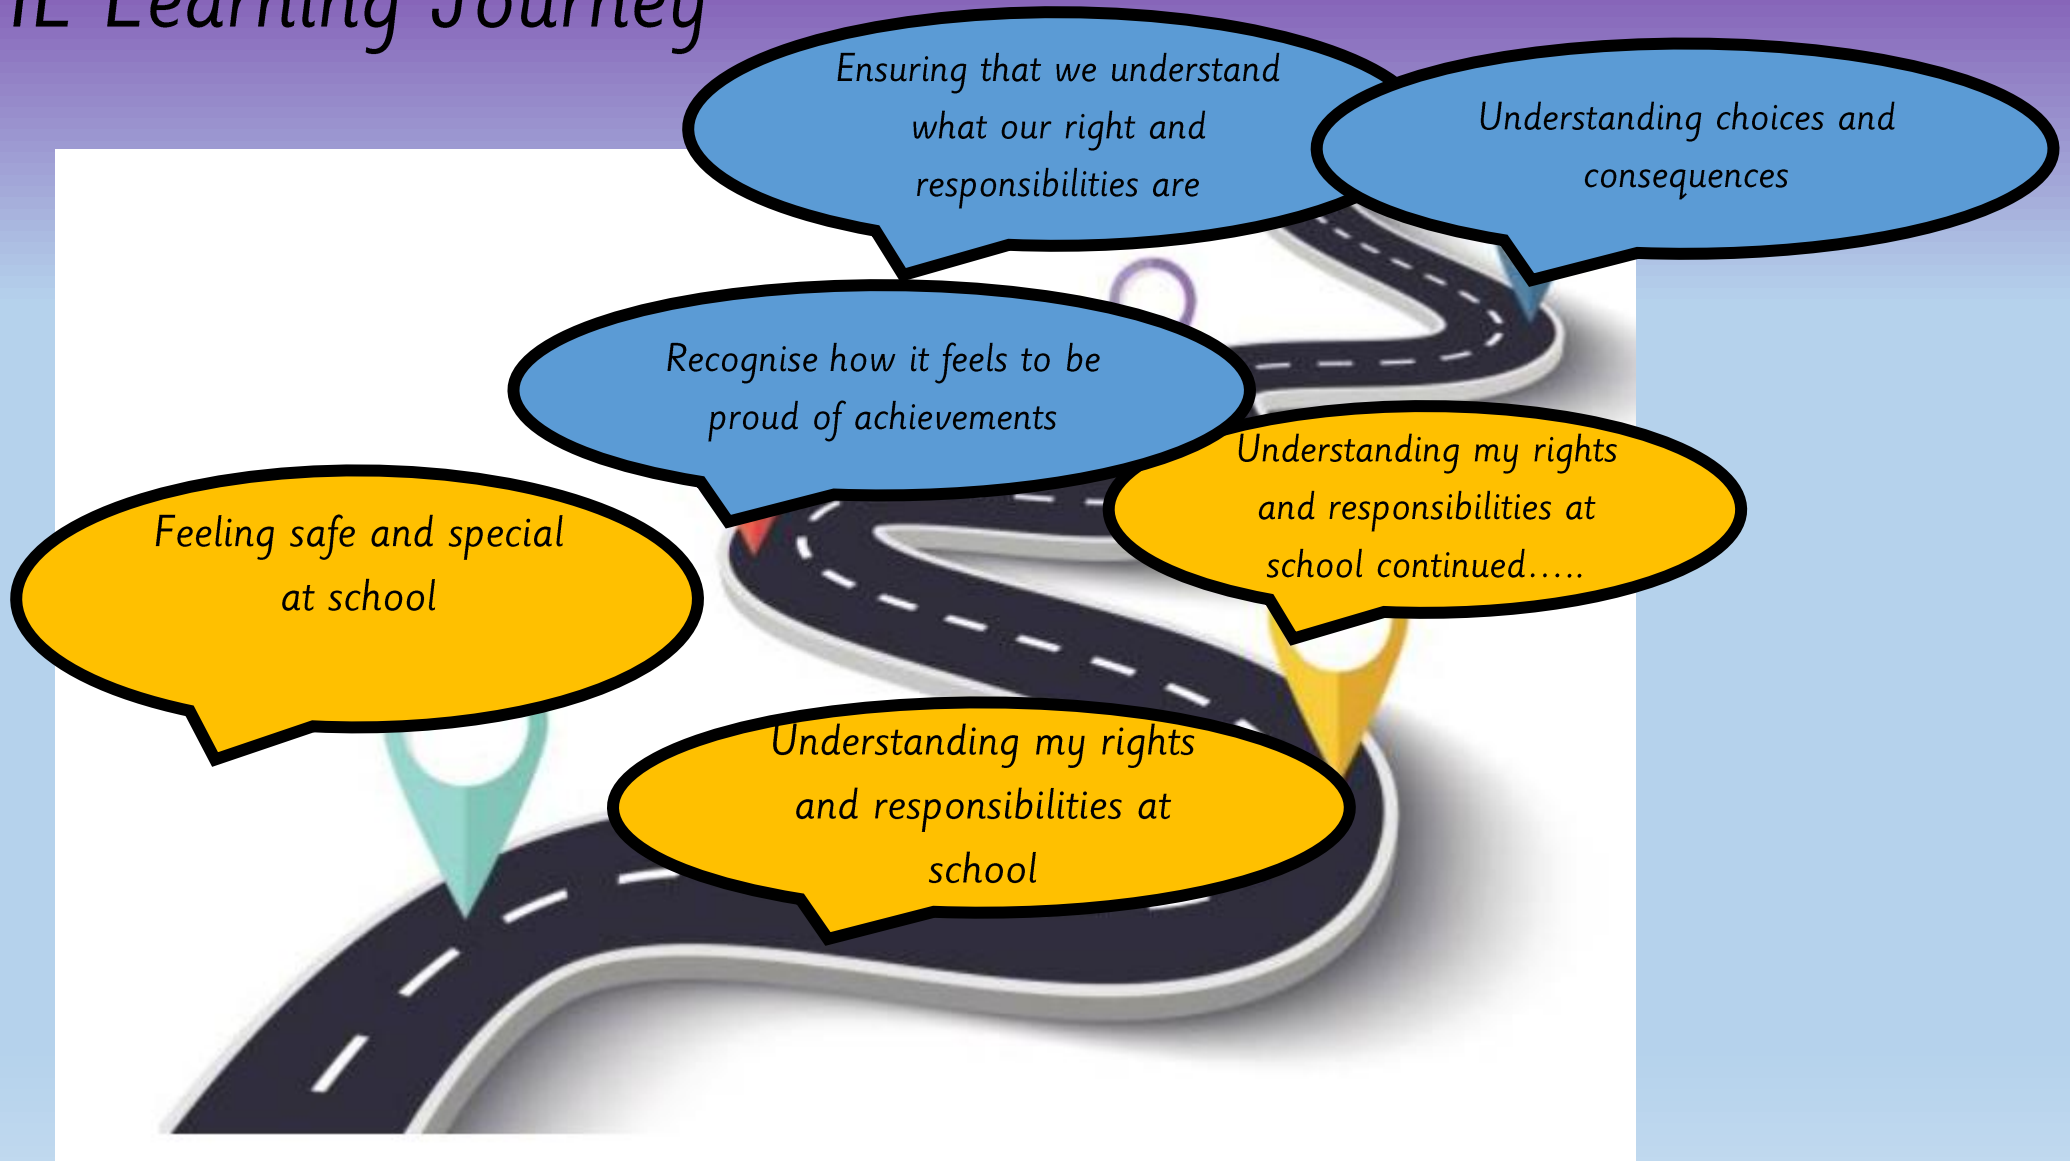 Learning Journey
Ensuring that we understand
what our right and
responsibilities are
Understanding choices and
consequences
Recognise how it feels to be
proud of achievements
Understanding my rights
and responsibilities at
school continued.....
Feeling safe and special
at school
Understanding my rights
and responsibilities at
school